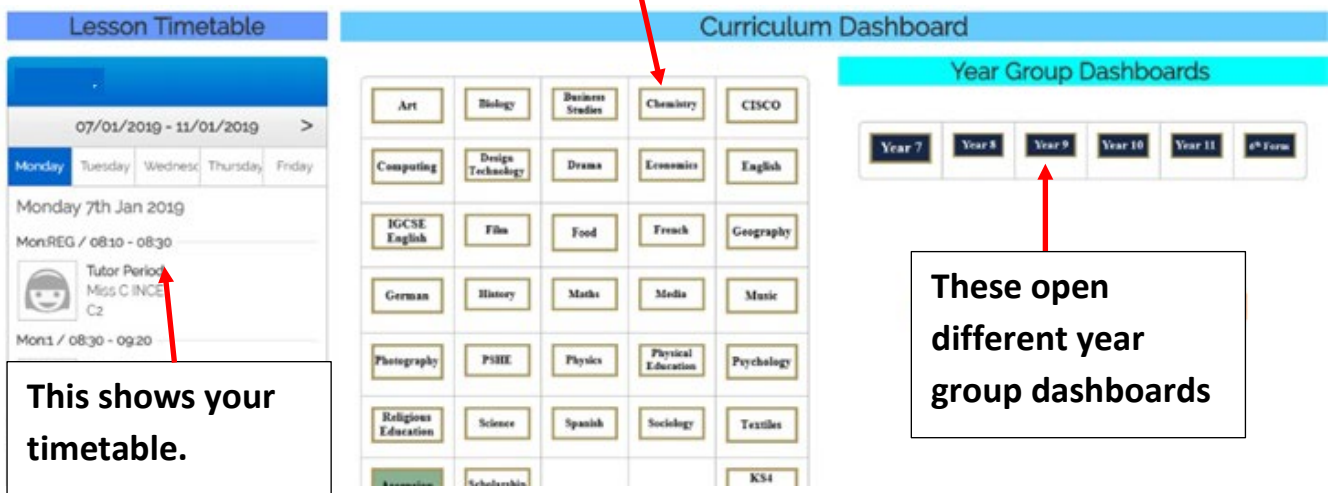 Lesson Timetable
Curriculum Dashboard
Year Group Dashboards
07/01/2019 - 11/01/2019 >
Monday Tuesday Wednesc Thursday Friday
Monday 7th Jan 2019
Mon:REG / 08:10 - 08:30
Tutor Period
Miss C INCE
C2
Mon:1 / 08:30 - 09:20
This shows your
timetable.
Art Biology Business Studies Chemistry CISCO
Computing Design Technology Drama Economics English
IGCSE English Film Food French Geography
German History Maths Media Music
Photography PSHE Physics Physical Education Psychology
Religious Education Science Spanish Sociology Textiles
KS4
Year 7 Year 8 Year 9 Year 10 Year 11 6th Form
These open
different year
group dashboards